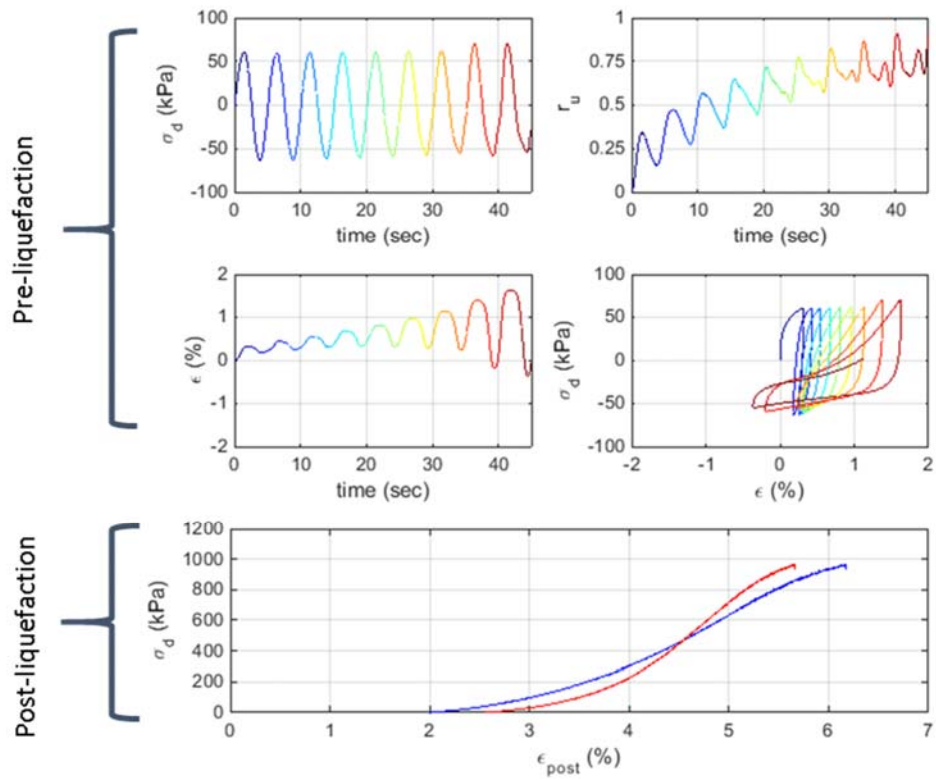 Pre-liquefaction
100
50
0
-50
-100
σd (kPa)
0 10 20 30 40
time (sec)
1
0.75
0.5
0.25
0
ru
0 10 20 30 40
time (sec)
2
1
0
-1
-2
ϵ (%)
0 10 20 30 40
time (sec)
100
50
0
-50
-100
σd (kPa)
-2 -1 0 1 2
ϵ (%)
Post-liquefaction
1200
1000
800
600
400
200
0
σd (kPa)
0 1 2 3 4 5 6 7
ϵpost (%)